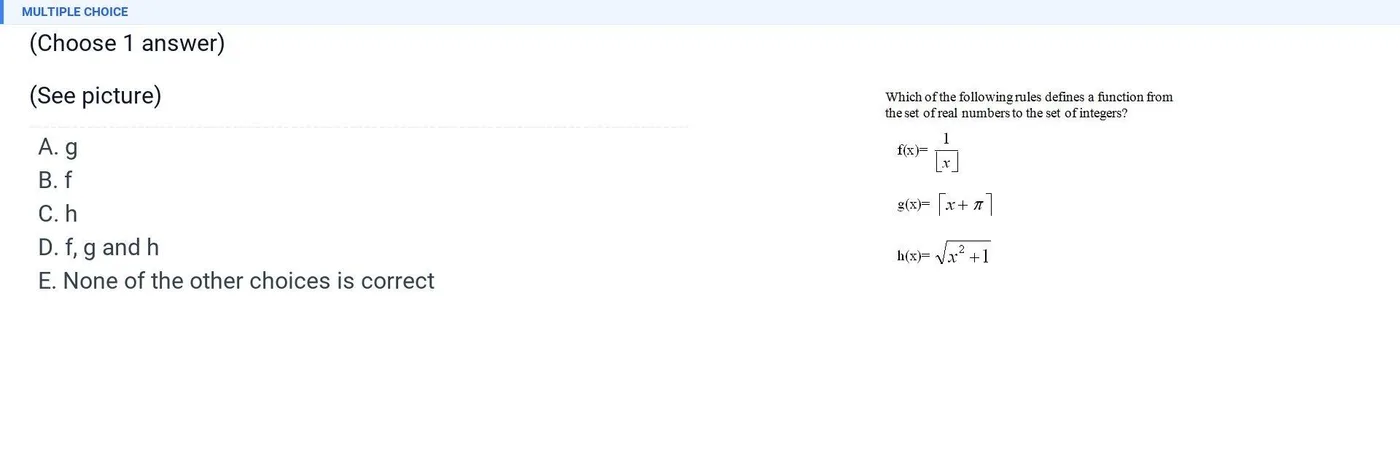 MULTIPLE CHOICE
(Choose 1 answer)
(See picture)
A. g
B. f
C. h
D. f, g and h
E. None of the other choices is correct
Which of the following rules defines a function from
the set of real numbers to the set of integers?
f(x)= 1/⌊x⌋
g(x)= ⌈x + π⌉
h(x)= √(x² + 1)